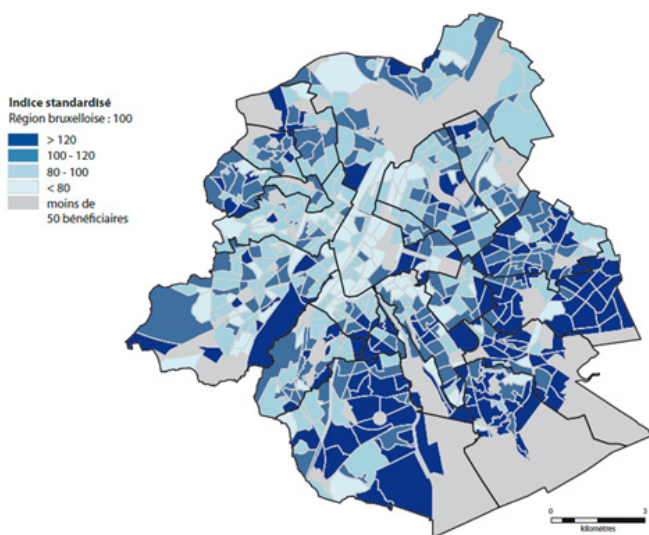 Indice standardisé
Région bruxelloise : 100
> 120
100 - 120
80 - 100
< 80
moins de
50 bénéficiaires
0 3
kilomètres